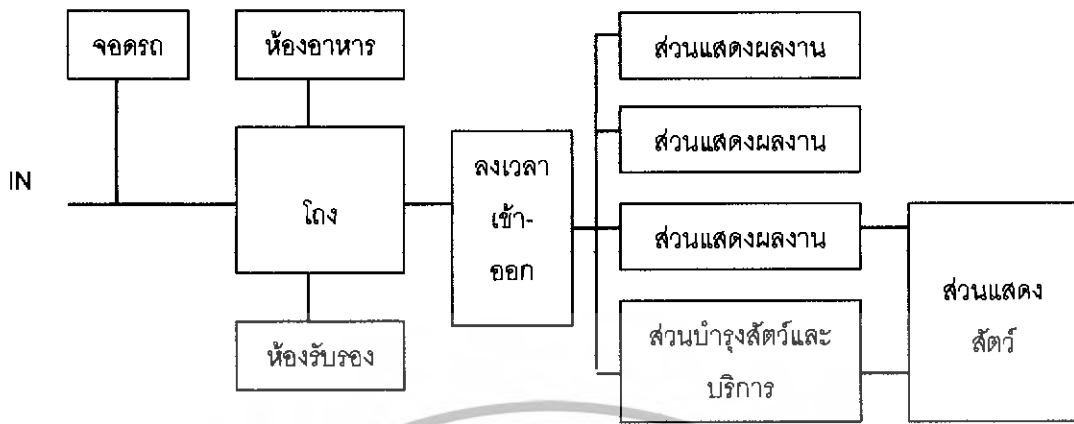 จอดรถ
ห้องอาหาร
ส่วนแสดงผลงาน
ส่วนแสดงผลงาน
IN
โถง
ลงเวลา
เข้า-
ออก
ส่วนแสดงผลงาน
ส่วนแสดง
สัตว์
ห้องรับรอง
ส่วนบำรุงสัตว์และ
บริการ